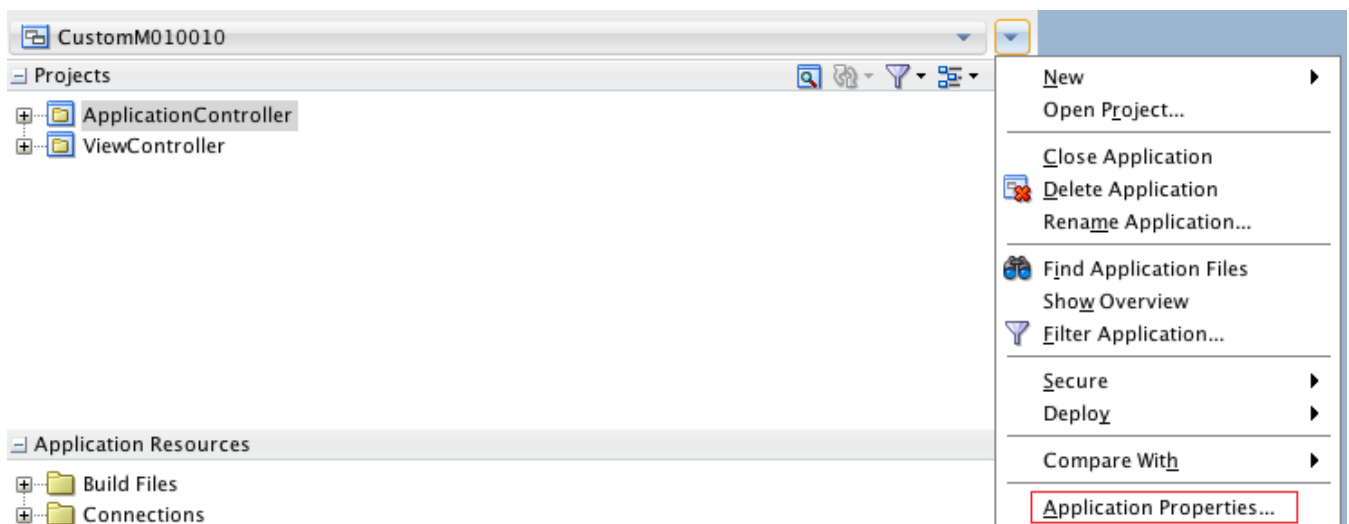 CustomM010010
Projects
ApplicationController
ViewController
Application Resources
Build Files
Connections
New
Open Project...
Close Application
Delete Application
Rename Application...
Find Application Files
Show Overview
Filter Application...
Secure
Deploy
Compare With
Application Properties...